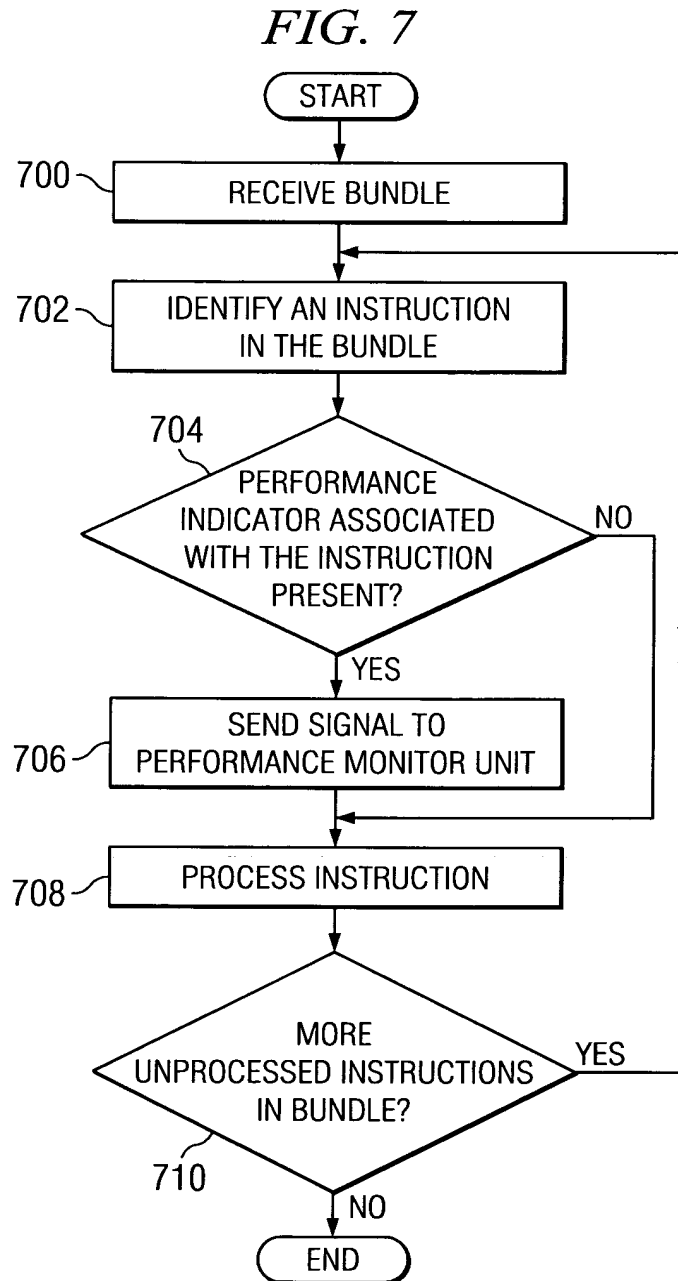 FIG. 7
START
700
RECEIVE BUNDLE
702
IDENTIFY AN INSTRUCTION
IN THE BUNDLE
704
PERFORMANCE
INDICATOR ASSOCIATED
WITH THE INSTRUCTION
PRESENT?
NO
YES
706
SEND SIGNAL TO
PERFORMANCE MONITOR UNIT
708
PROCESS INSTRUCTION
MORE
UNPROCESSED INSTRUCTIONS
IN BUNDLE?
YES
710
NO
END